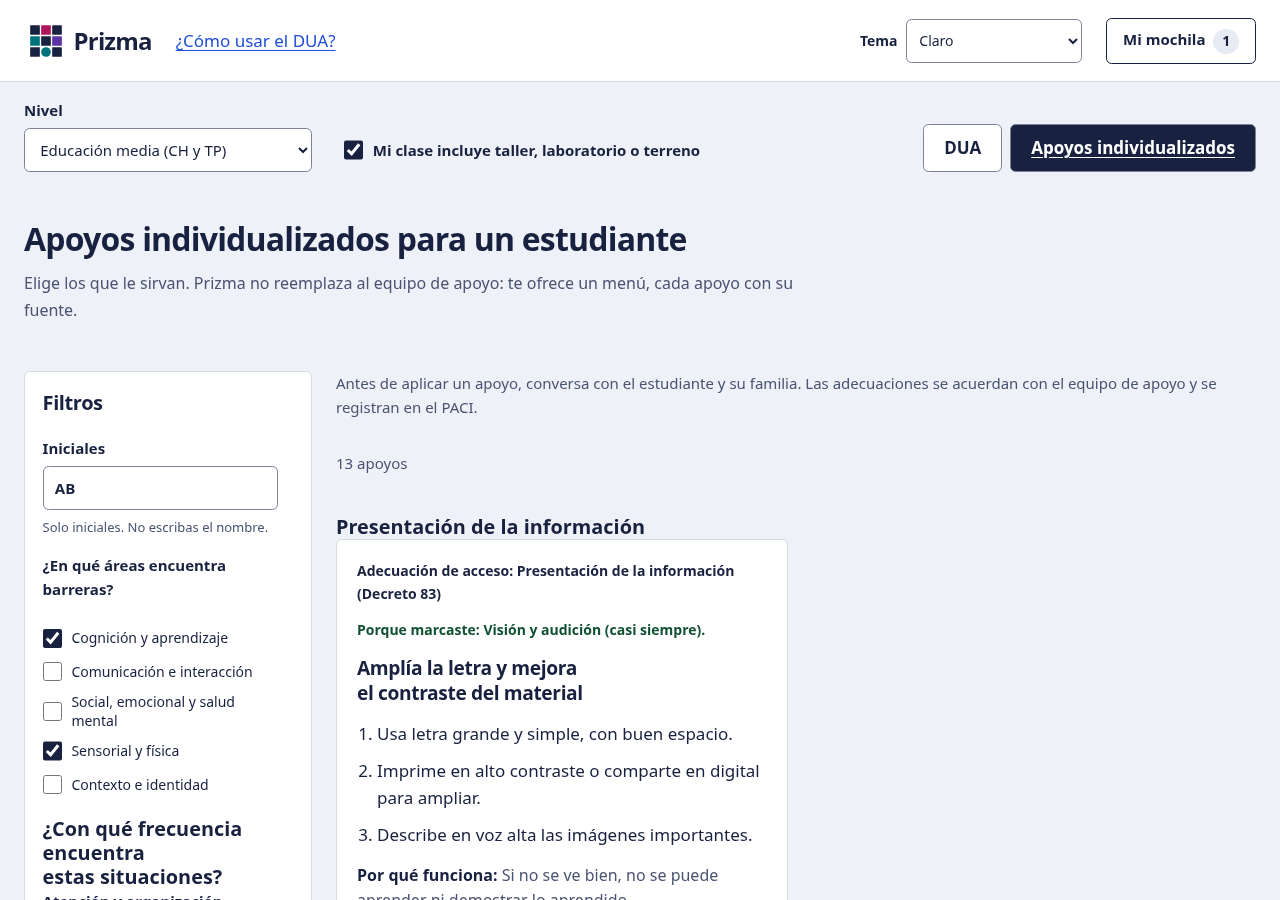 Prizma
¿Cómo usar el DUA?
Tema
Claro
Mi mochila 1
Nivel
Educación media (CH y TP)
Mi clase incluye taller, laboratorio o terreno
DUA
Apoyos individualizados
Apoyos individualizados para un estudiante
Elige los que le sirvan. Prizma no reemplaza al equipo de apoyo: te ofrece un menú, cada apoyo con su
fuente.
Filtros
Iniciales
AB
Solo iniciales. No escribas el nombre.
¿En qué áreas encuentra
barreras?
Cognición y aprendizaje
Comunicación e interacción
Social, emocional y salud
mental
Sensorial y física
Contexto e identidad
¿Con qué frecuencia
encuentra
estas situaciones?
Atención y organización
Antes de aplicar un apoyo, conversa con el estudiante y su familia. Las adecuaciones se acuerdan con el equipo de apoyo y se
registran en el PACI.
13 apoyos
Presentación de la información
Adecuación de acceso: Presentación de la información
(Decreto 83)
Porque marcaste: Visión y audición (casi siempre).
Amplía la letra y mejora
el contraste del material
1. Usa letra grande y simple, con buen espacio.
2. Imprime en alto contraste o comparte en digital
para ampliar.
3. Describe en voz alta las imágenes importantes.
Por qué funciona: Si no se ve bien, no se puede
aprender ni demostrar lo aprendido.